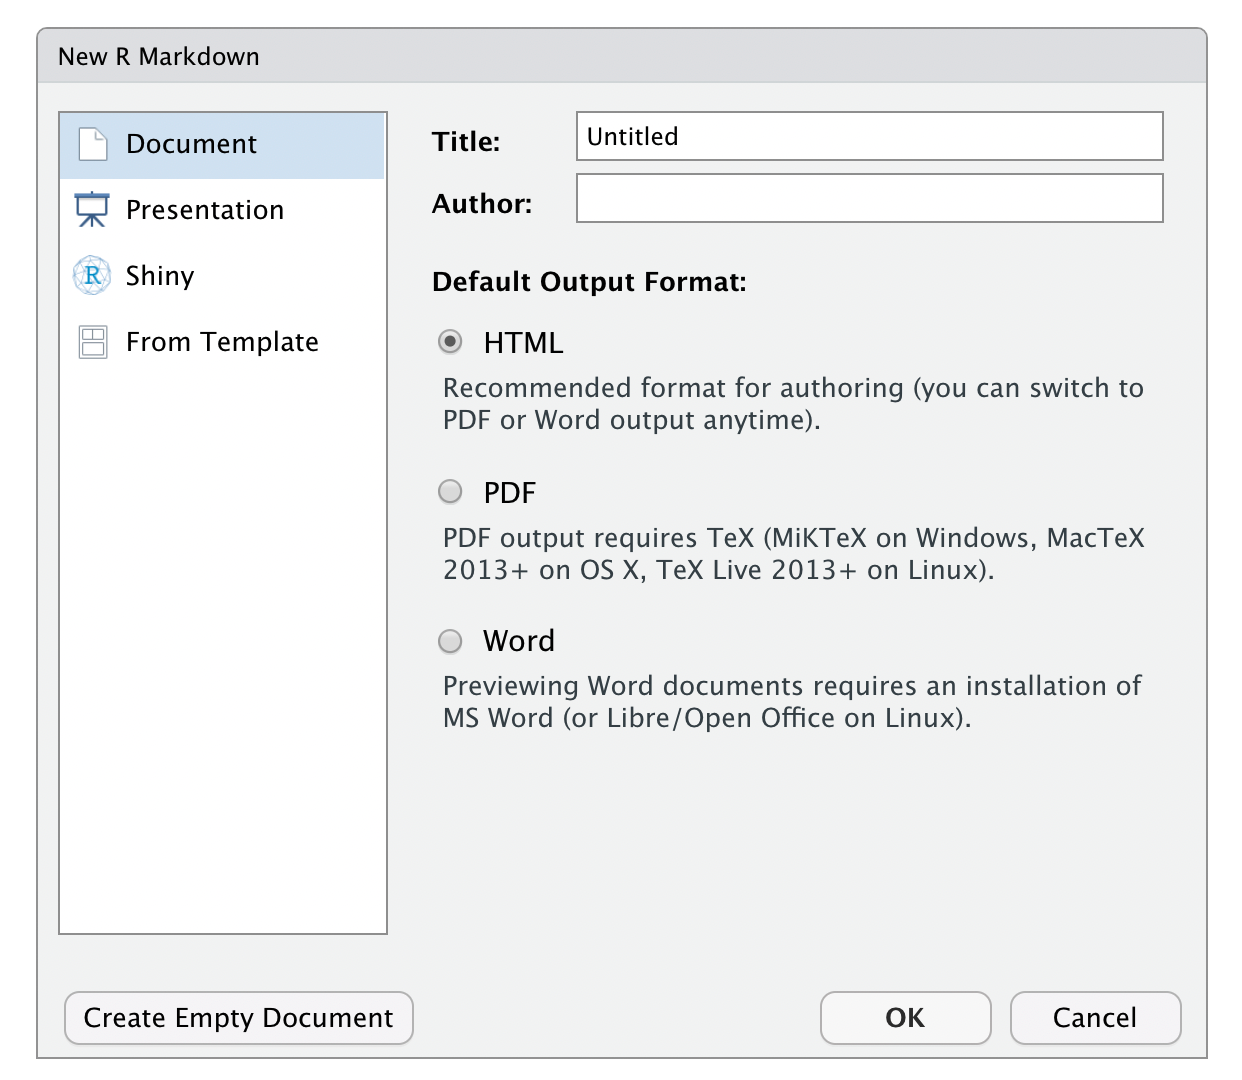 New R Markdown
Document
Presentation
R
Shiny
From Template
Title:
Untitled
Author:
Default Output Format:
HTML
Recommended format for authoring (you can switch to
PDF or Word output anytime).
PDF
PDF output requires TeX (MiKTeX on Windows, MacTeX
2013+ on OS X, TeX Live 2013+ on Linux).
Word
Previewing Word documents requires an installation of
MS Word (or Libre/Open Office on Linux).
Create Empty Document
OK
Cancel